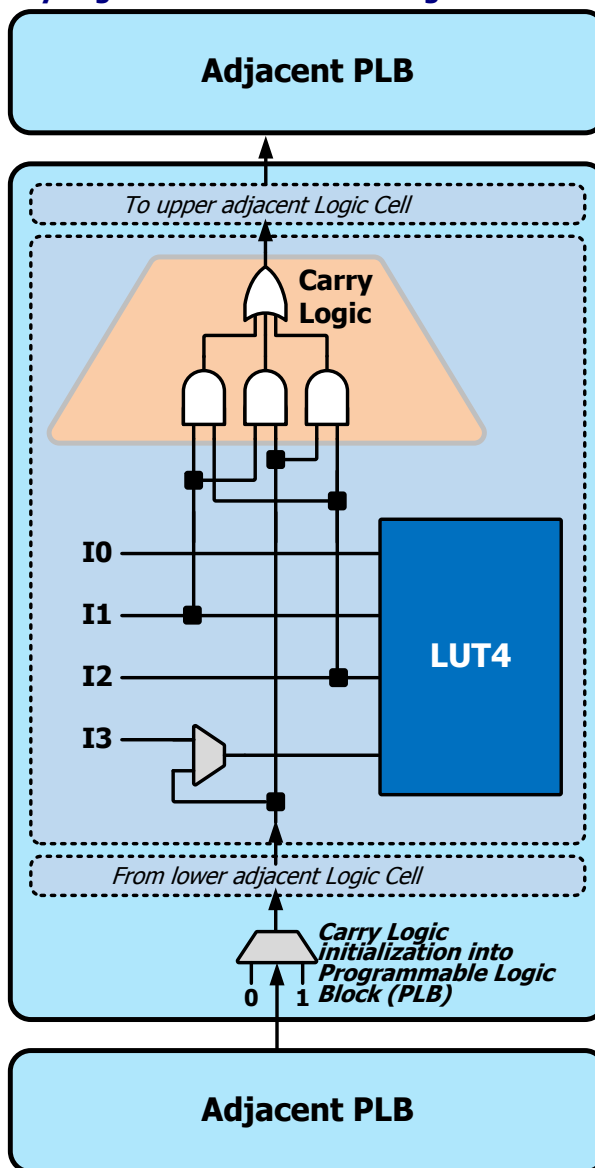 Adjacent PLB
To upper adjacent Logic Cell
Carry
Logic
I0
I1
I2
I3
LUT4
From lower adjacent Logic Cell
Carry Logic
initialization into
Programmable Logic
Block (PLB)
0
1
Adjacent PLB